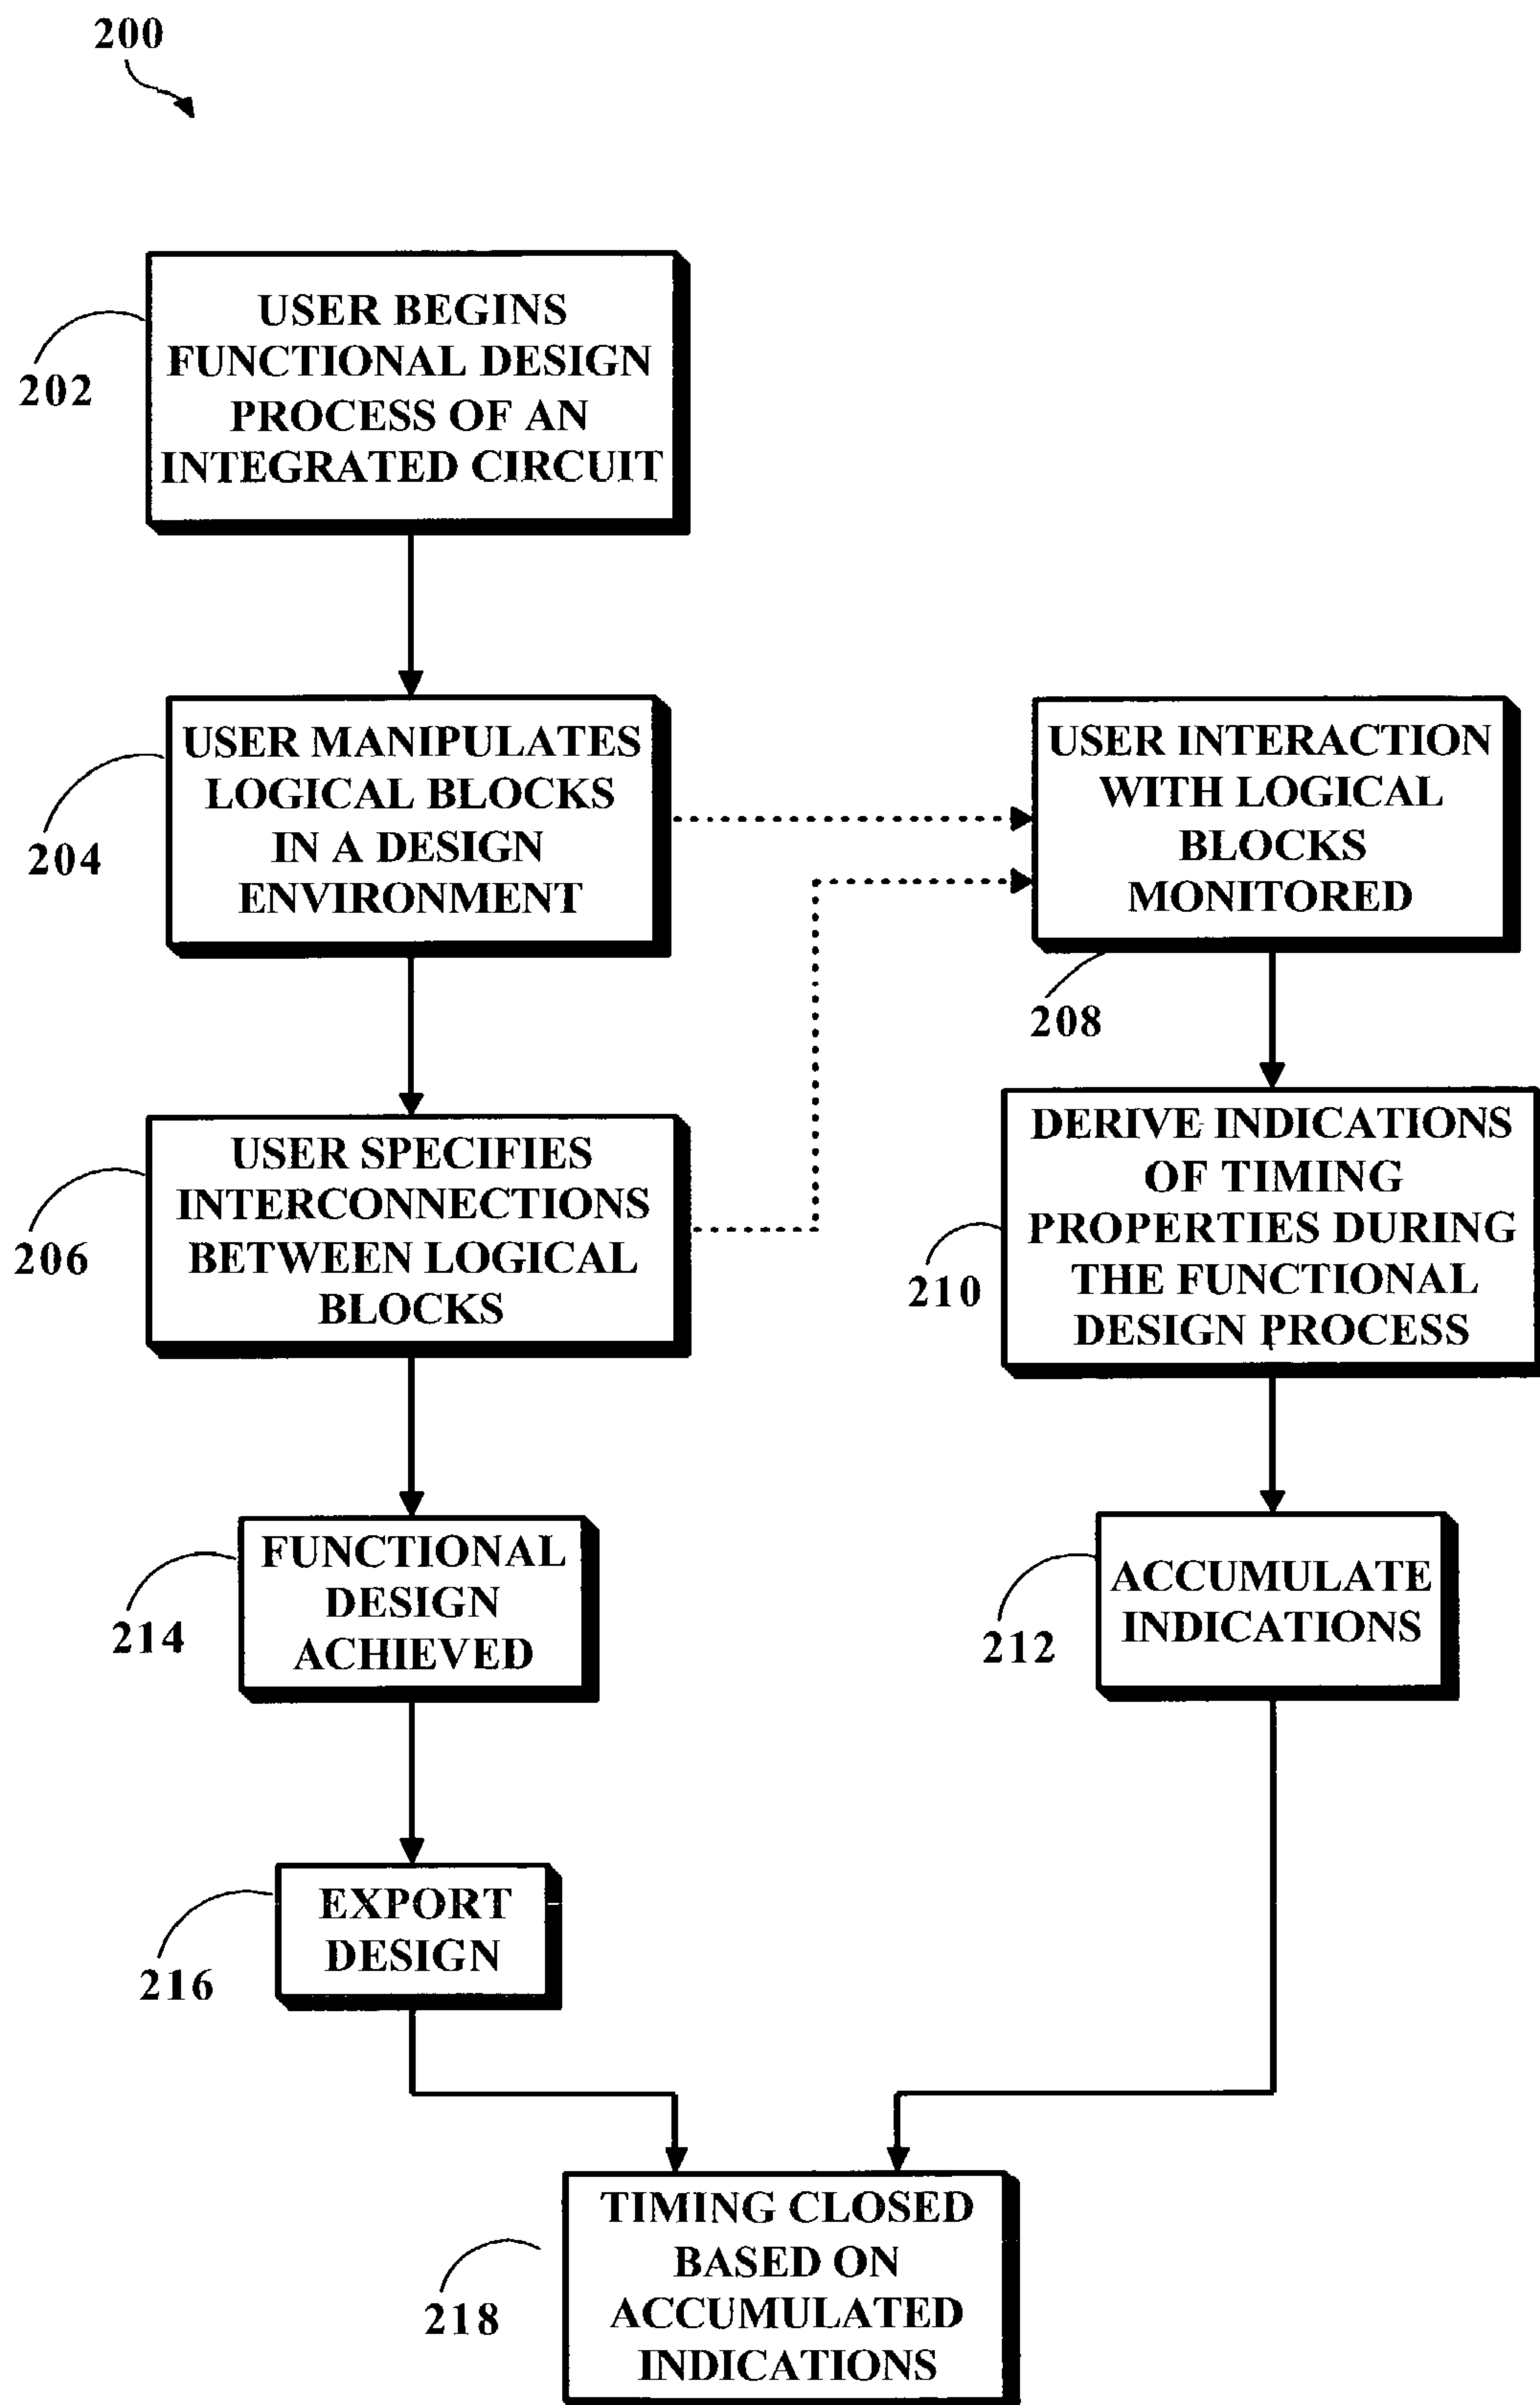 200
USER BEGINS
FUNCTIONAL DESIGN
PROCESS OF AN
INTEGRATED CIRCUIT
202
USER MANIPULATES
LOGICAL BLOCKS
IN A DESIGN
ENVIRONMENT
204
USER INTERACTION
WITH LOGICAL
BLOCKS
MONITORED
208
USER SPECIFIES
INTERCONNECTIONS
BETWEEN LOGICAL
BLOCKS
206
DERIVE INDICATIONS
OF TIMING
PROPERTIES DURING
THE FUNCTIONAL
DESIGN PROCESS
210
FUNCTIONAL
DESIGN
ACHIEVED
214
ACCUMULATE
INDICATIONS
212
EXPORT
DESIGN
216
TIMING CLOSED
BASED ON
ACCUMULATED
INDICATIONS
218